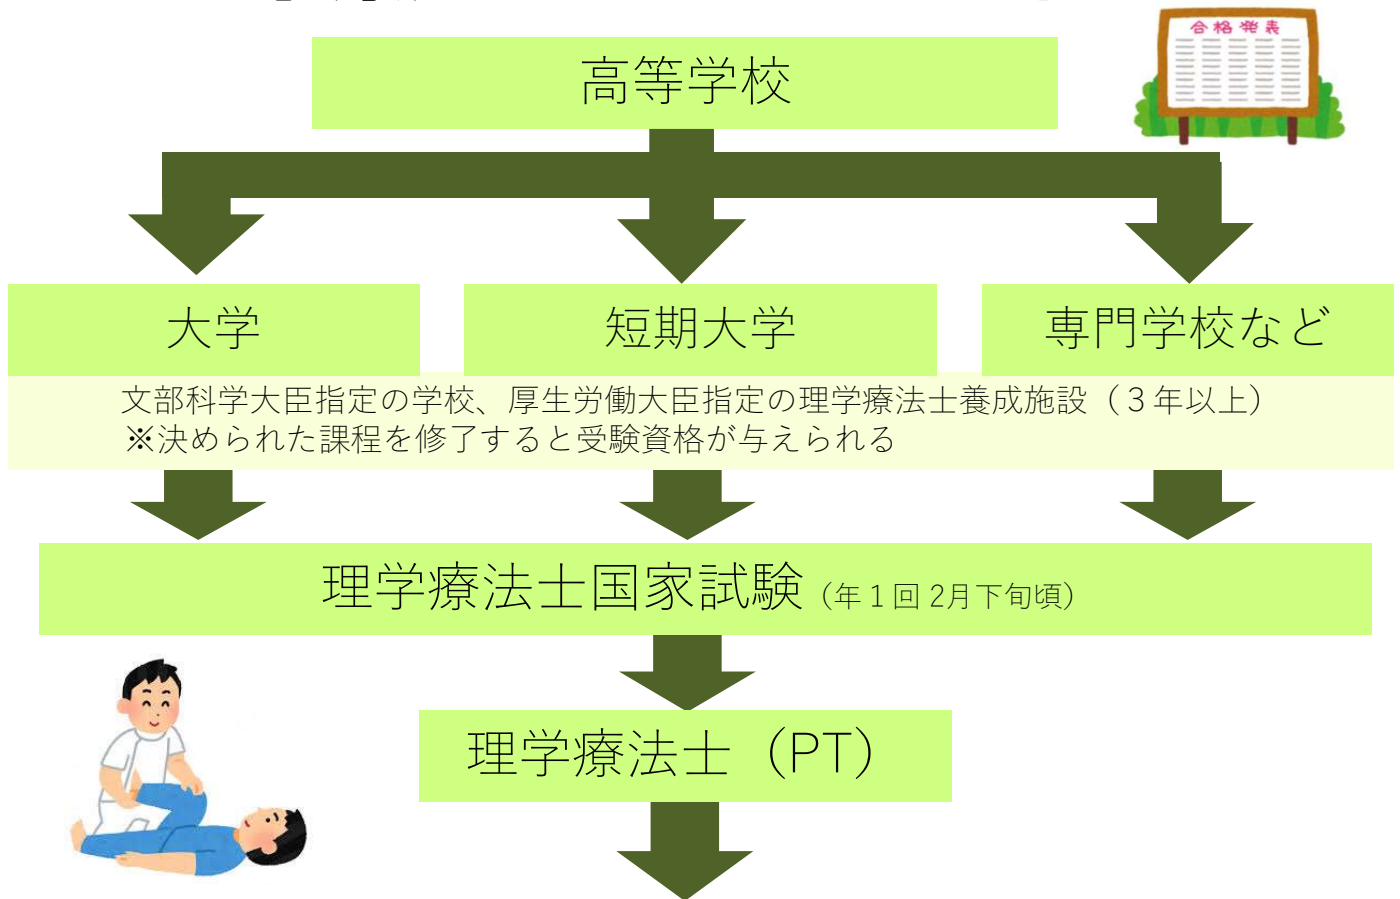 合格発表
高等学校
大学
短期大学
専門学校など
文部科学大臣指定の学校、厚生労働大臣指定の理学療法士養成施設（３年以上）
※決められた課程を修了すると受験資格が与えられる
理学療法士国家試験（年１回 2月下旬頃）
理学療法士（PT）